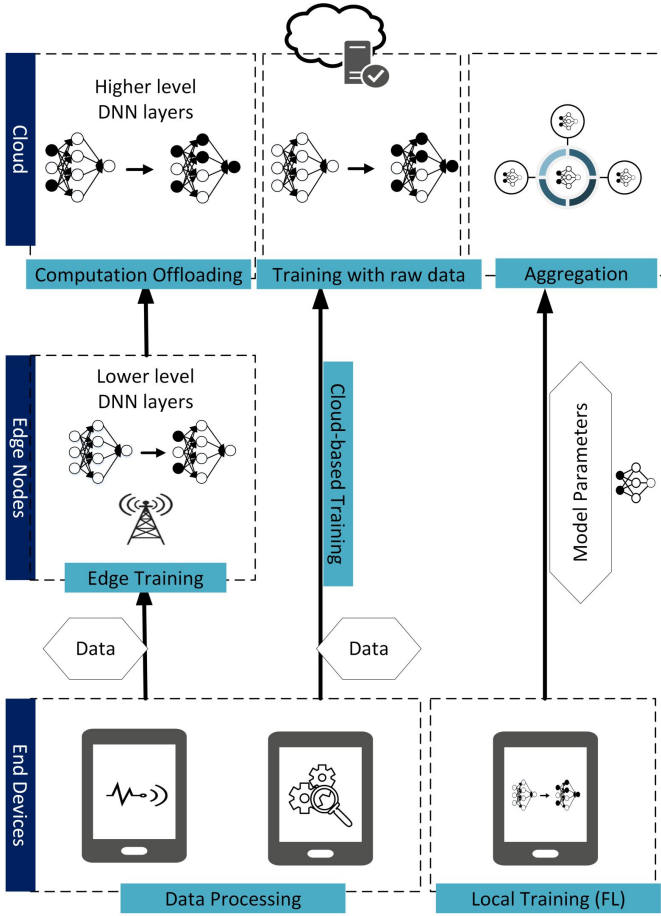 Cloud
Higher level
DNN layers
Computation Offloading
Training with raw data
Aggregation
Edge Nodes
Lower level
DNN layers
Edge Training
Cloud-based Training
Model Parameters
Data
Data
End Devices
Data Processing
Local Training (FL)